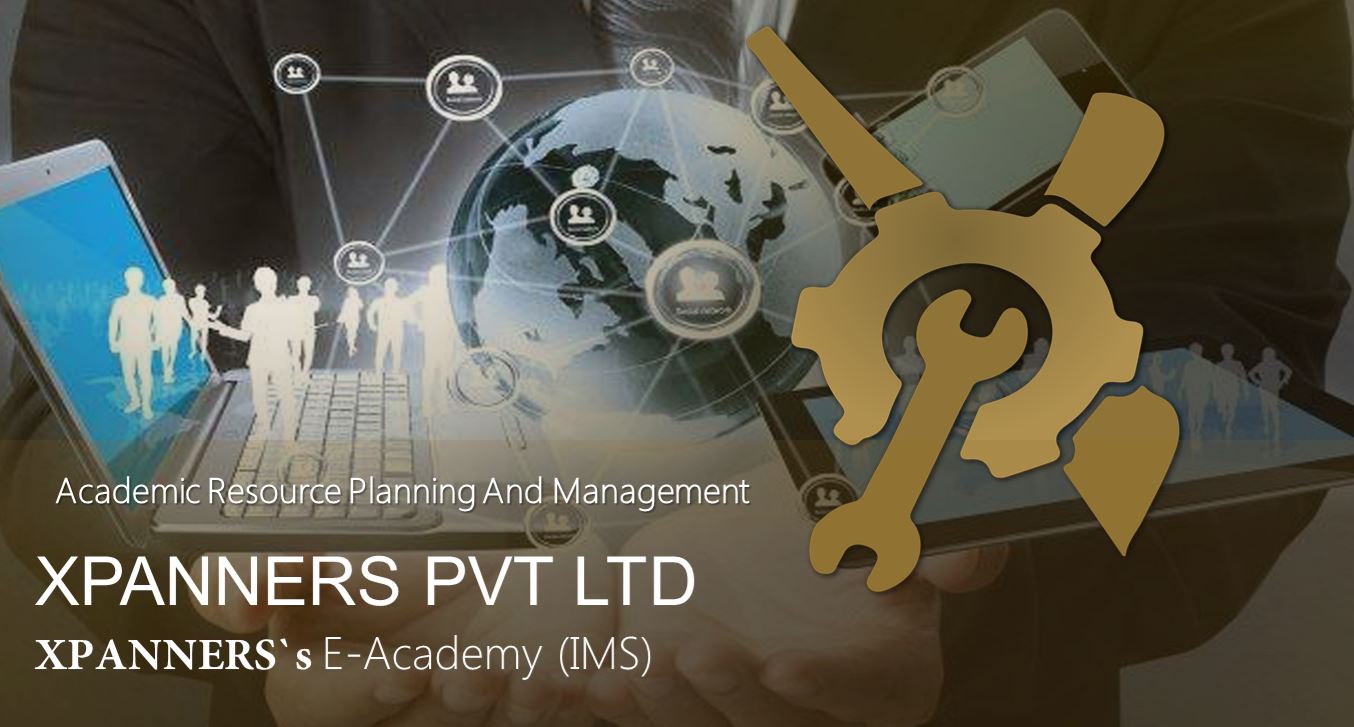 Academic Resource Planning And Management
XPANNERS PVT LTD
XPANNERS`s E-Academy (IMS)